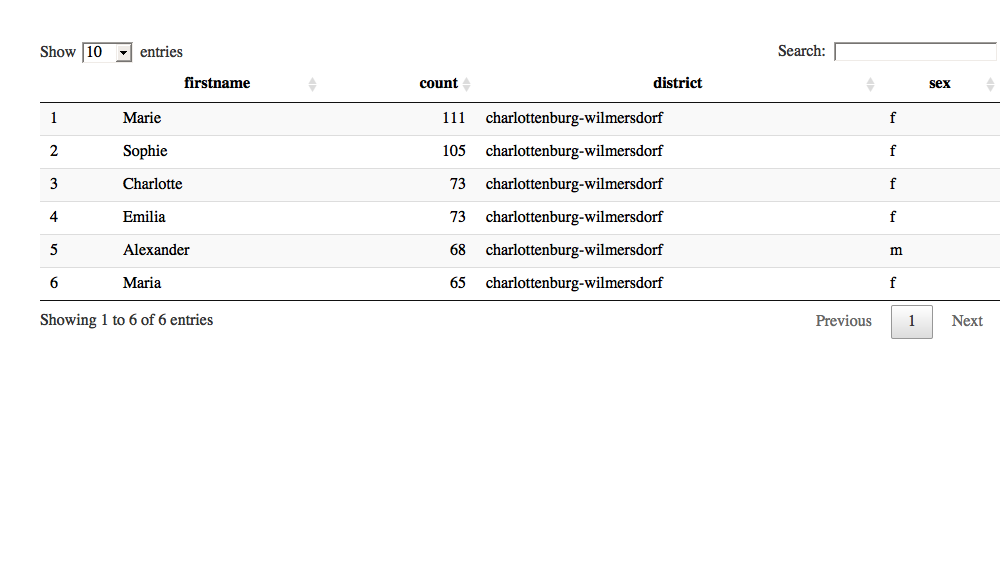 Show 10 entries Search:
firstname count district sex
1 Marie 111 charlottenburg-wilmersdorf f
2 Sophie 105 charlottenburg-wilmersdorf f
3 Charlotte 73 charlottenburg-wilmersdorf f
4 Emilia 73 charlottenburg-wilmersdorf f
5 Alexander 68 charlottenburg-wilmersdorf m
6 Maria 65 charlottenburg-wilmersdorf f
Showing 1 to 6 of 6 entries Previous 1 Next